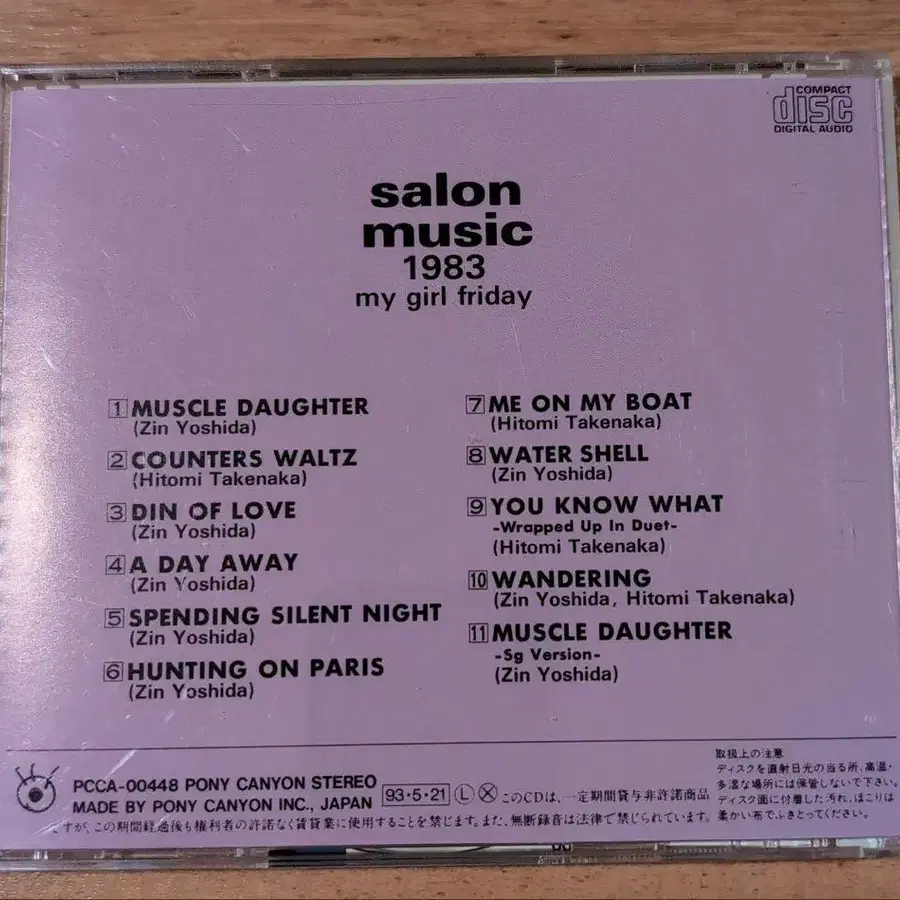 COMPACT
disc
DIGITAL AUDIO
salon
music
1983
my girl friday
1 MUSCLE DAUGHTER
(Zin Yoshida)
2 COUNTERS WALTZ
(Hitomi Takenaka)
3 DIN OF LOVE
(Zin Yoshida)
4 A DAY AWAY
(Zin Yoshida)
5 SPENDING SILENT NIGHT
(Zin Yoshida)
6 HUNTING ON PARIS
(Zin Yoshida)
7 ME ON MY BOAT
(Hitomi Takenaka)
8 WATER SHELL
(Zin Yoshida)
9 YOU KNOW WHAT
-Wrapped Up In Duet-
(Hitomi Takenaka)
10 WANDERING
(Zin Yoshida, Hitomi Takenaka)
11 MUSCLE DAUGHTER
-Sg Version-
(Zin Yoshida)
PCCA-00448 PONY CANYON STEREO
MADE BY PONY CANYON INC., JAPAN
93・5・21 Ⓛ Ⓧ このCDは、一定期間貸与非許諾商品
ですが、この期間経過後も権利者の許諾なく賃貸業に使用することを禁じます。また、無断録音は法律で禁じられています。
取扱上の注意
ディスクを直射日光の当る所、高温・
多湿な場所には保管しないで下さい。
ディスク面に付着した汚れ、ほこりは
柔かい布でふきとってください。